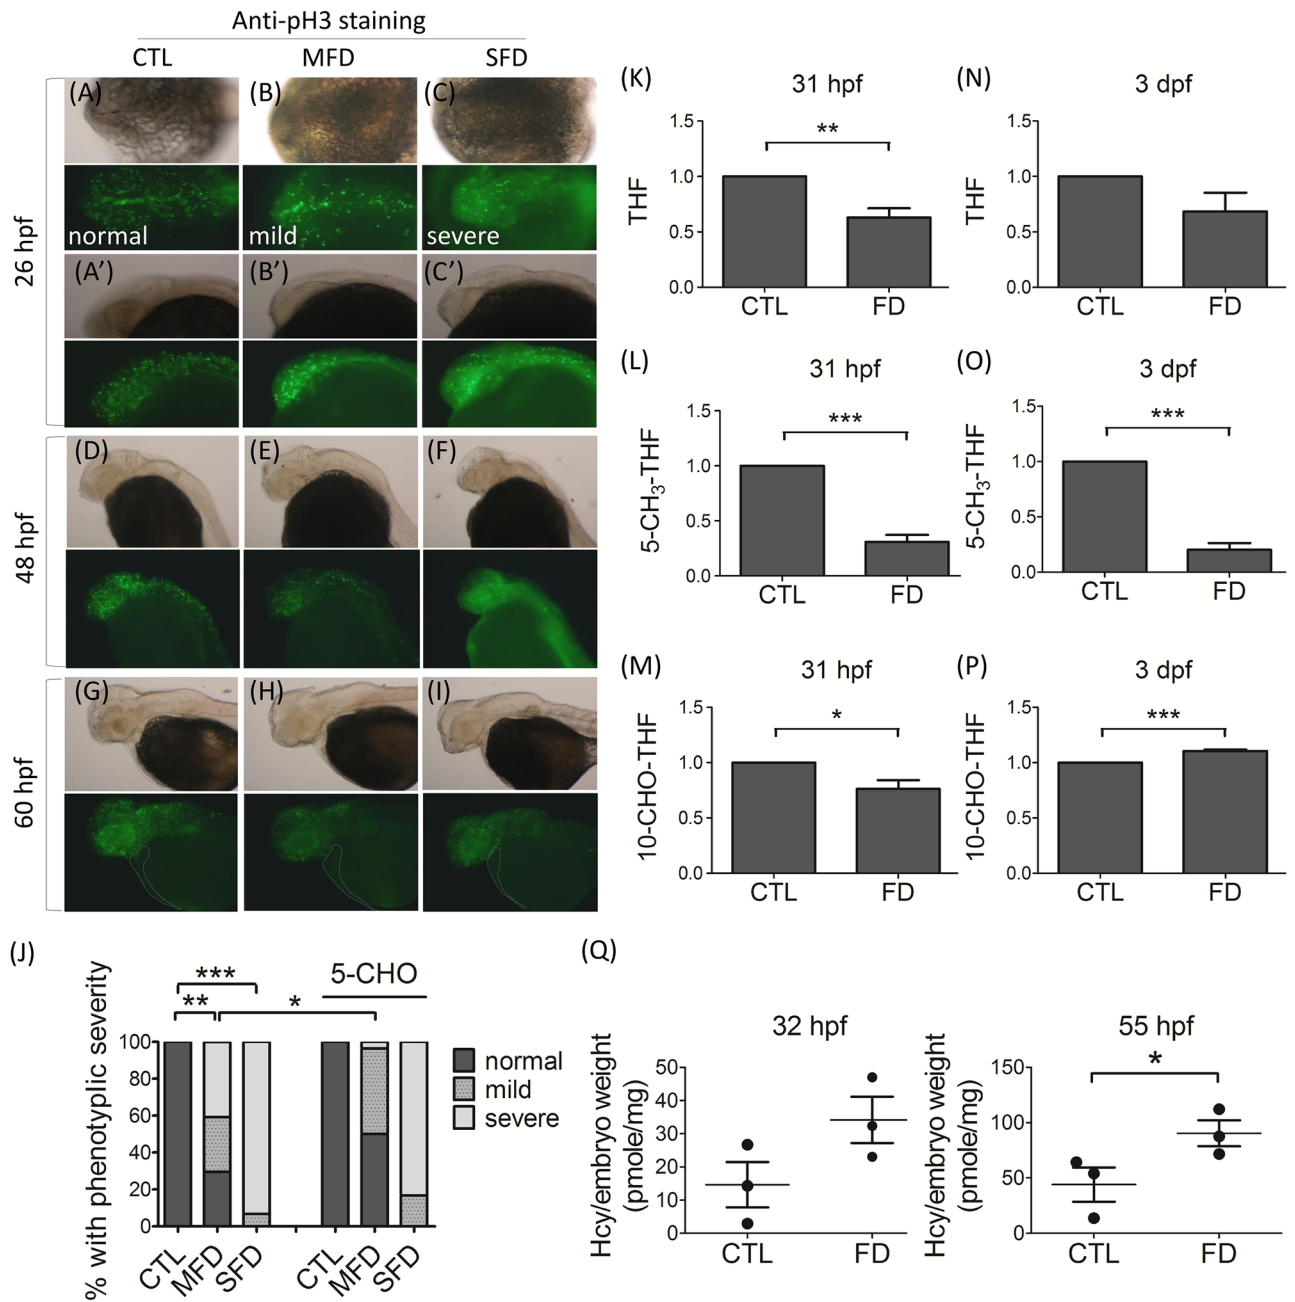 Anti-pH3 staining
CTL MFD SFD
26 hpf
(A) (B) (C)
normal mild severe
(A’) (B’) (C’)
48 hpf
(D) (E) (F)
60 hpf
(G) (H) (I)
(K) 31 hpf
THF
1.5
**
1.0
0.5
0.0
CTL FD
(N) 3 dpf
THF
1.5
1.0
0.5
0.0
CTL FD
(L) 31 hpf
5-CH3-THF
1.5
***
1.0
0.5
0.0
CTL FD
(O) 3 dpf
5-CH3-THF
1.5
***
1.0
0.5
0.0
CTL FD
(M) 31 hpf
10-CHO-THF
1.5
*
1.0
0.5
0.0
CTL FD
(P) 3 dpf
10-CHO-THF
1.5
***
1.0
0.5
0.0
CTL FD
(J)
% with phenotyplic severity
5-CHO
***
** *
100
80
60
40
20
0
CTL MFD SFD CTL MFD SFD
normal
mild
severe
(Q)
32 hpf
Hcy/embryo weight
(pmole/mg)
50
40
30
20
10
0
CTL FD
55 hpf
Hcy/embryo weight
(pmole/mg)
*
150
100
50
0
CTL FD